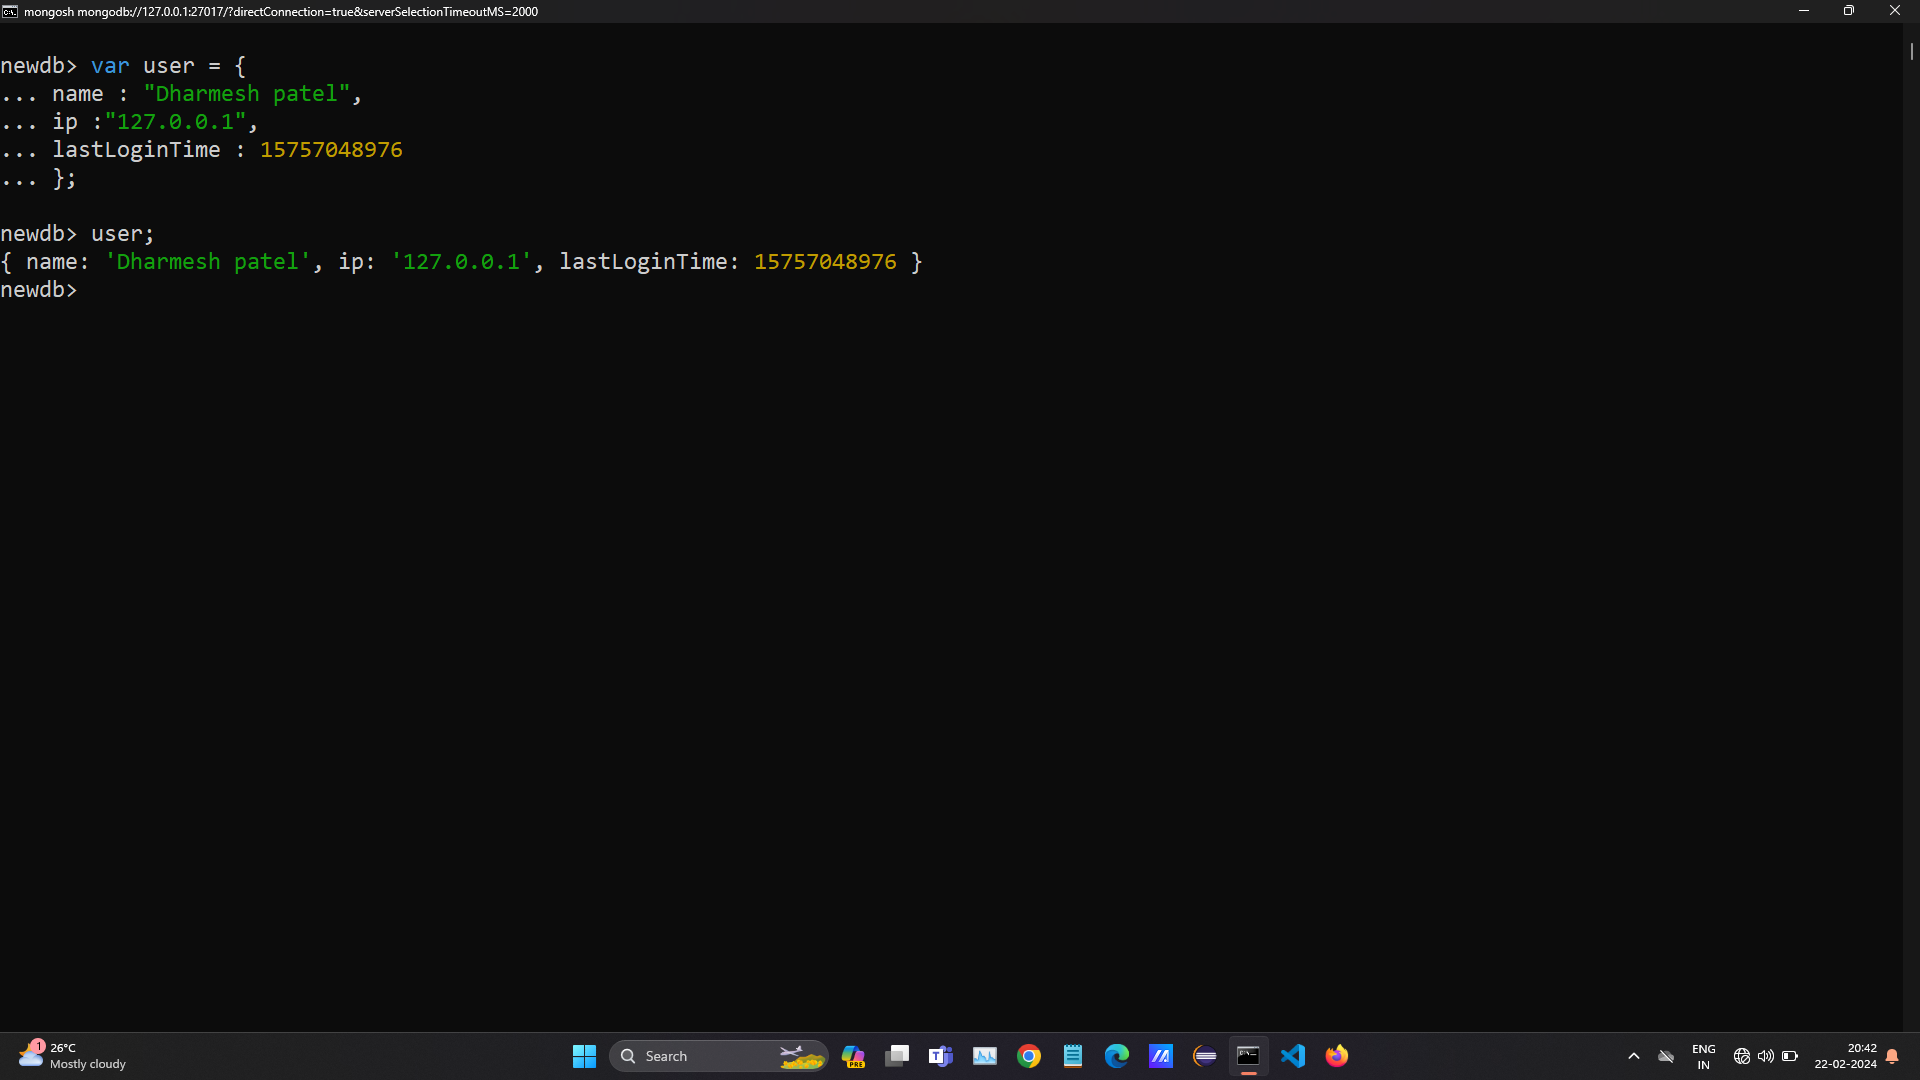 mongosh mongodb://127.0.0.1:27017/?directConnection=true&serverSelectionTimeoutMS=2000
newdb> var user = {
... name : "Dharmesh patel",
... ip :"127.0.0.1",
... lastLoginTime : 15757048976
... };
newdb> user;
{ name: 'Dharmesh patel', ip: '127.0.0.1', lastLoginTime: 15757048976 }
newdb>
1
26°C
Mostly cloudy
Search
PRE
ENG
IN
20:42
22-02-2024